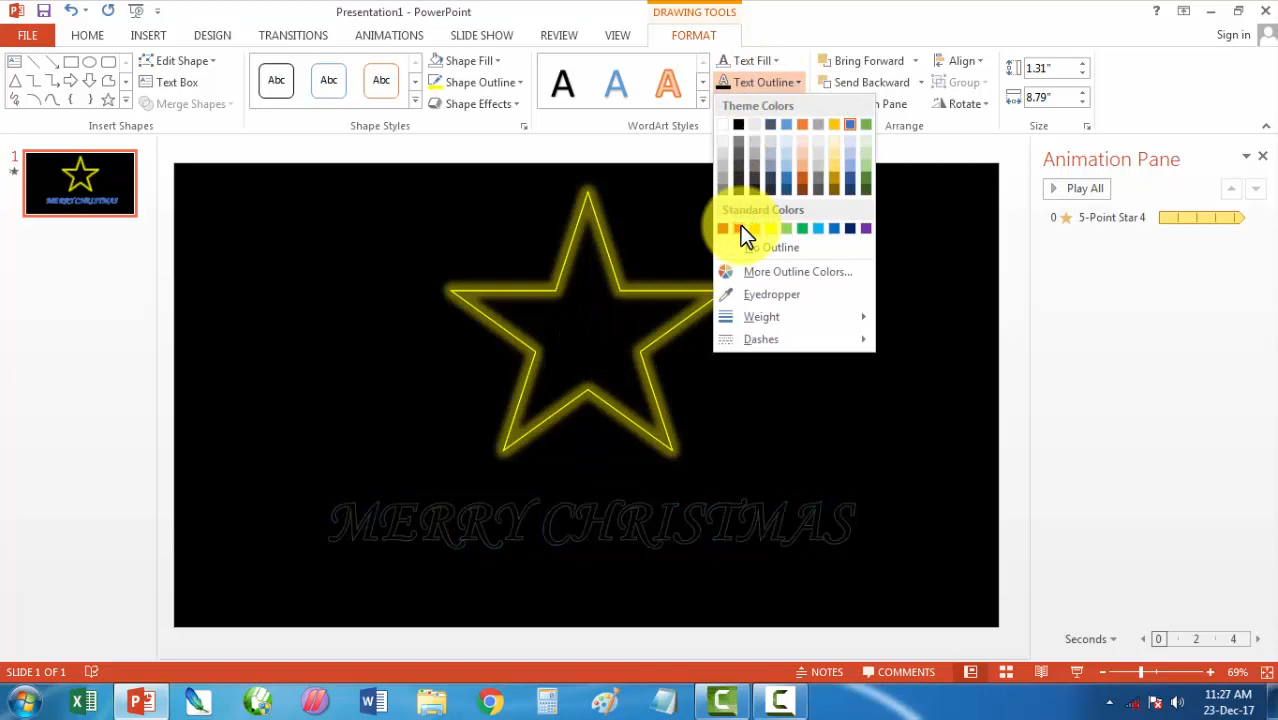 Presentation1 - PowerPoint
DRAWING TOOLS
?
FILE
HOME
INSERT
DESIGN
TRANSITIONS
ANIMATIONS
SLIDE SHOW
REVIEW
VIEW
FORMAT
Sign in
Edit Shape
Text Box
Merge Shapes
Insert Shapes
Abc
Abc
Abc
Shape Fill
Shape Outline
Shape Effects
Shape Styles
A
A
A
WordArt Styles
Text Fill
Text Outline
Bring Forward
Send Backward
Pane
Align
Group
Rotate
Arrange
1.31"
8.79"
Size
Theme Colors
Standard Colors
Outline
More Outline Colors...
Eyedropper
Weight
Dashes
1
MERRY CHRISTMAS
MERRY CHRISTMAS
Animation Pane
Play All
0
5-Point Star 4
Seconds
0
2
4
SLIDE 1 OF 1
NOTES
COMMENTS
69%
11:27 AM
23-Dec-17